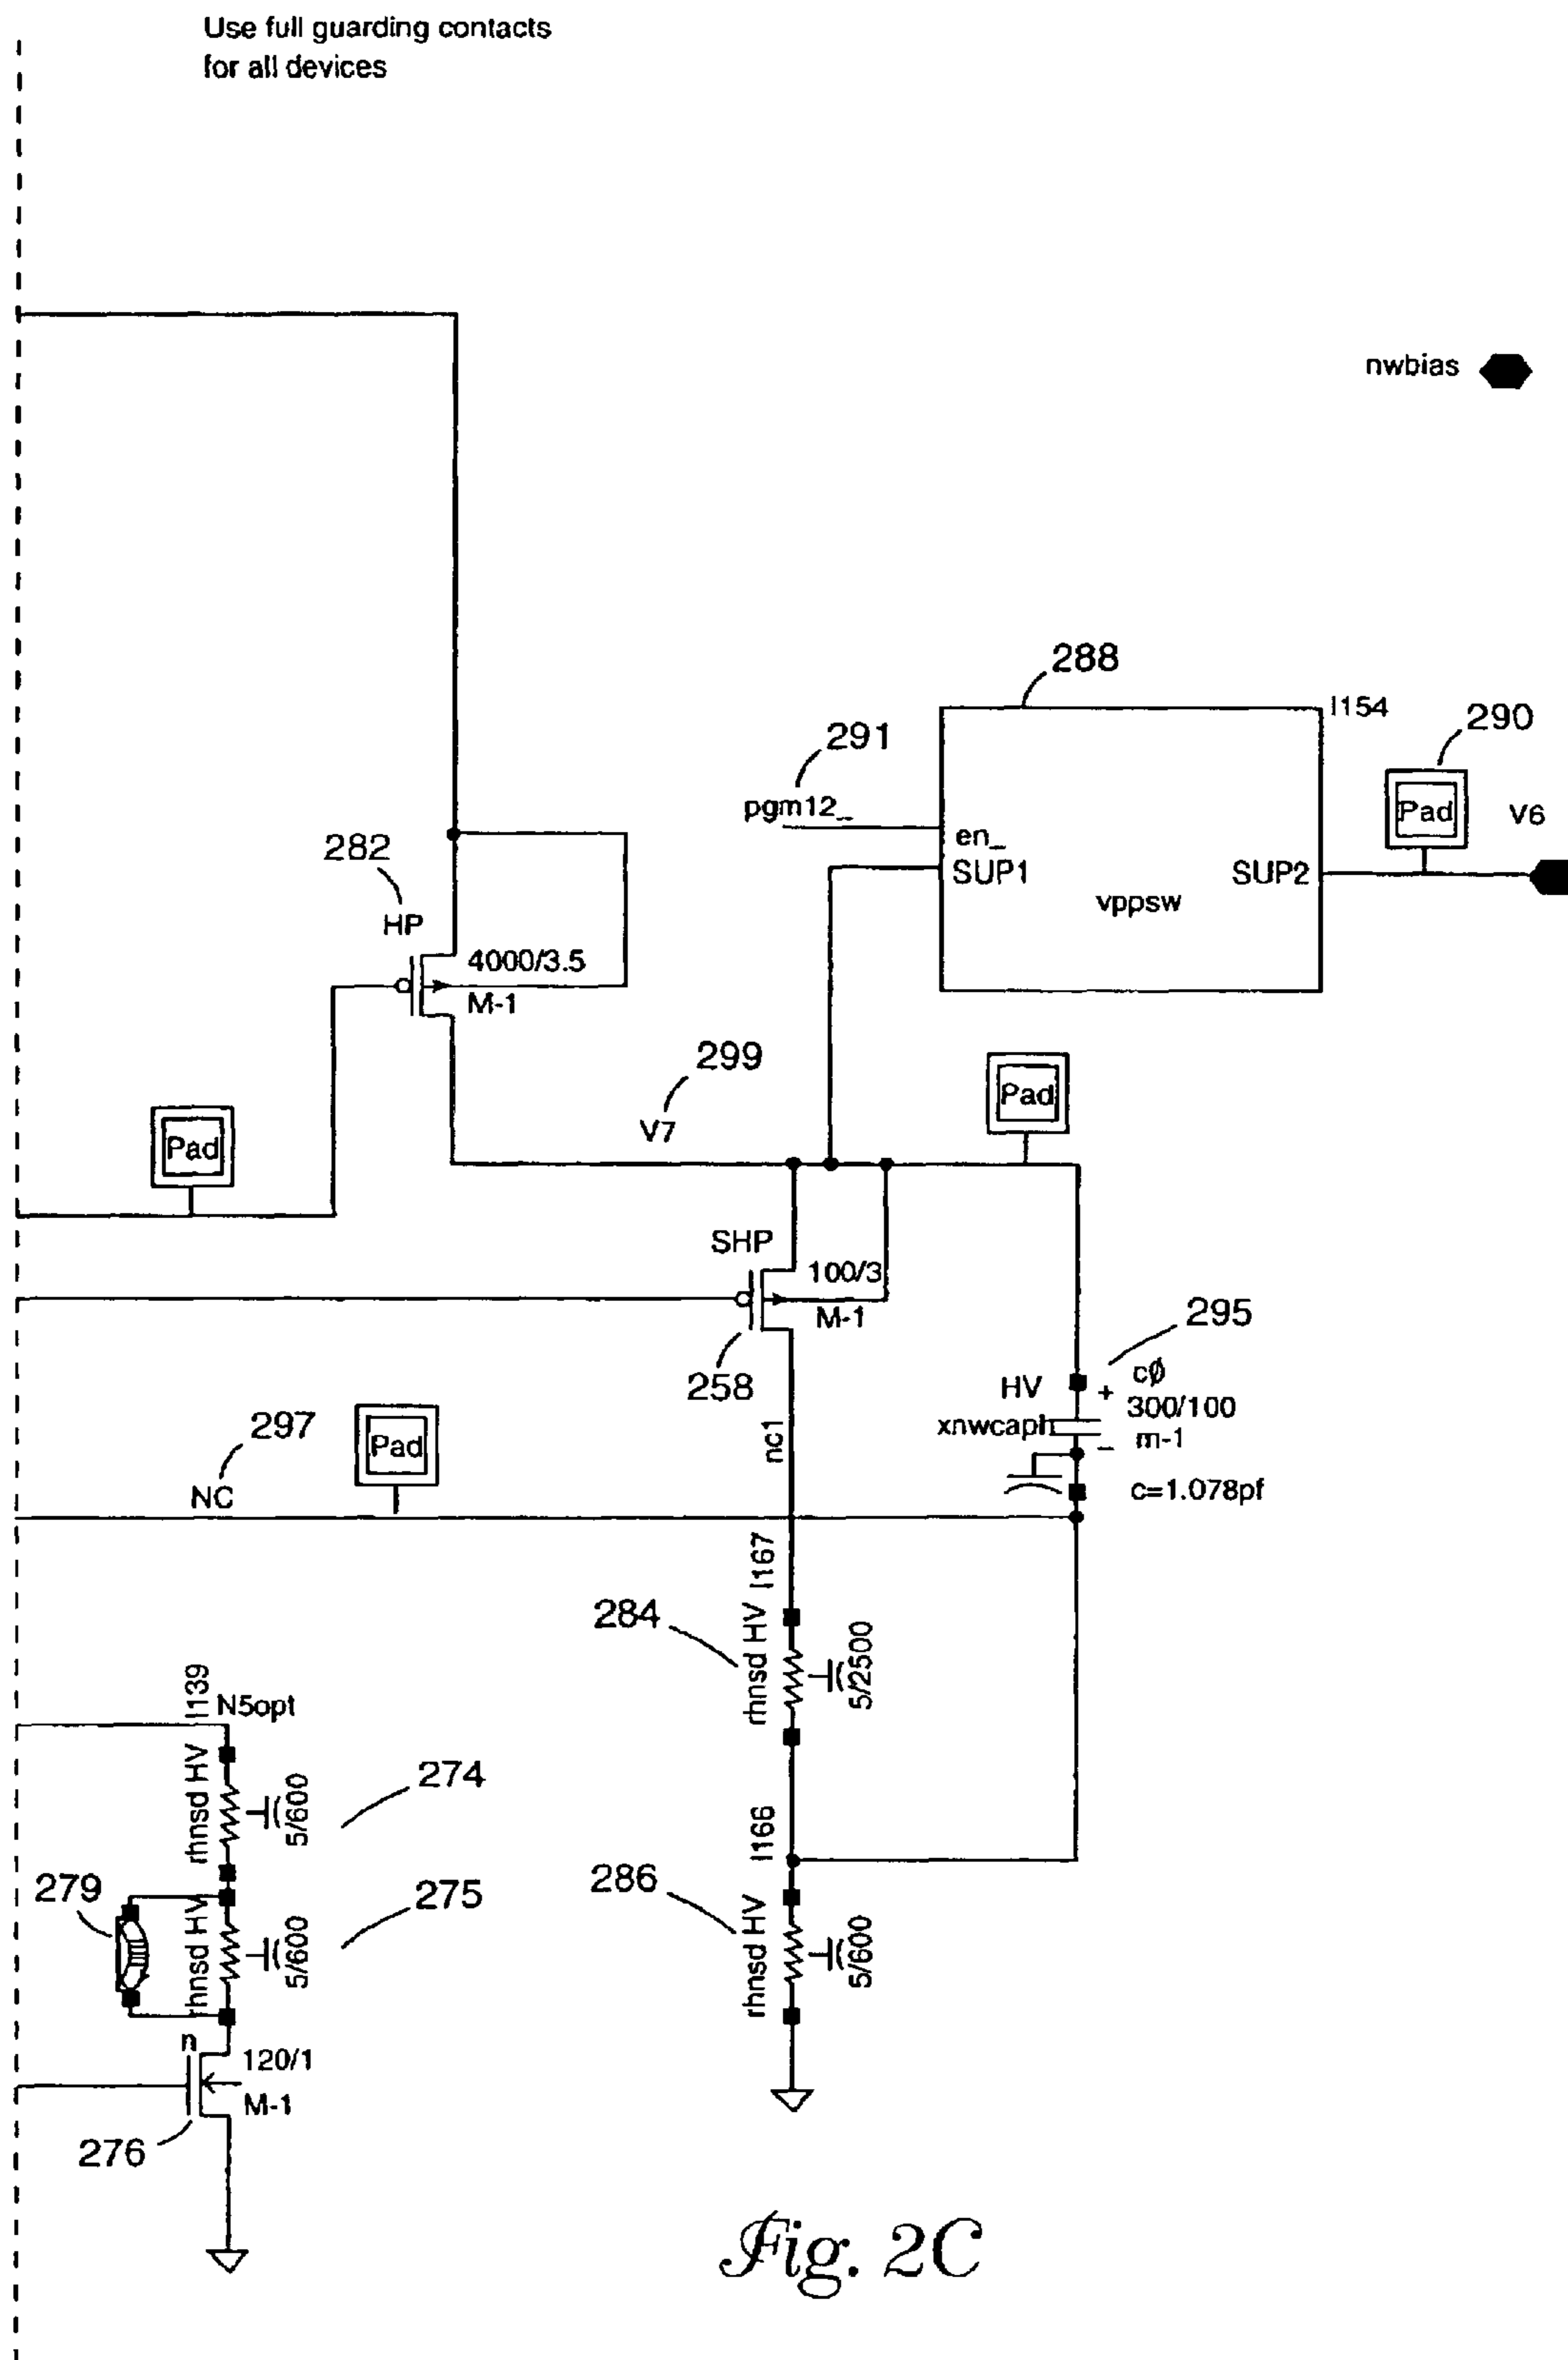 Use full guarding contacts
for all devices
nwbias
288
I154
290
291
pgm12_
Pad
V6
en_
SUP1
SUP2
vppsw
282
HP
4000/3.5
M-1
299
V7
Pad
Pad
SHP
100/3
M-1
258
295
HV
+
cø
300/100
xnwcaph
m-1
–
c=1.078pf
nc1
297
Pad
NC
I167
284
rhnsd HV
5/2500
I139
N5opt
274
rhnsd HV
5/600
I166
279
275
rhnsd HV
5/600
286
rhnsd HV
5/600
n
120/1
M-1
276
Fig. 2C